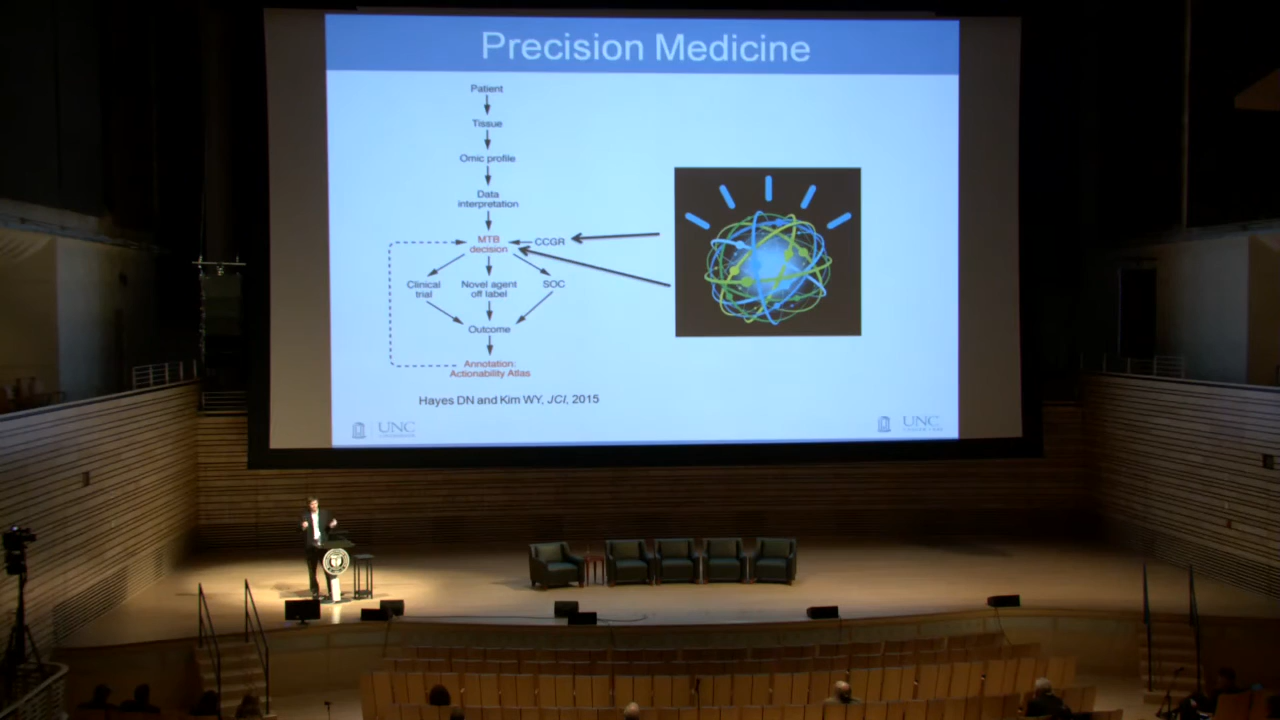 Precision Medicine
Patient
Tissue
Omic profile
Data
interpretation
MTB
decision
CCGR
Clinical
trial
Novel agent
off label
SOC
Outcome
Annotation:
Actionability Atlas
Hayes DN and Kim WY, JCI, 2015
UNC
UNC